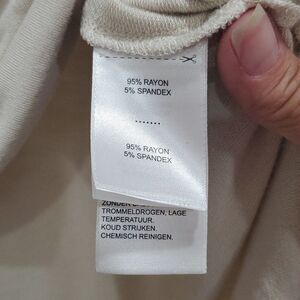 95% RAYON
5% SPANDEX
.......
95% RAYON
5% SPANDEX
TROMMELDROGEN, LAGE
TEMPERATUUR.
KOUD STRIJKEN.
CHEMISCH REINIGEN.